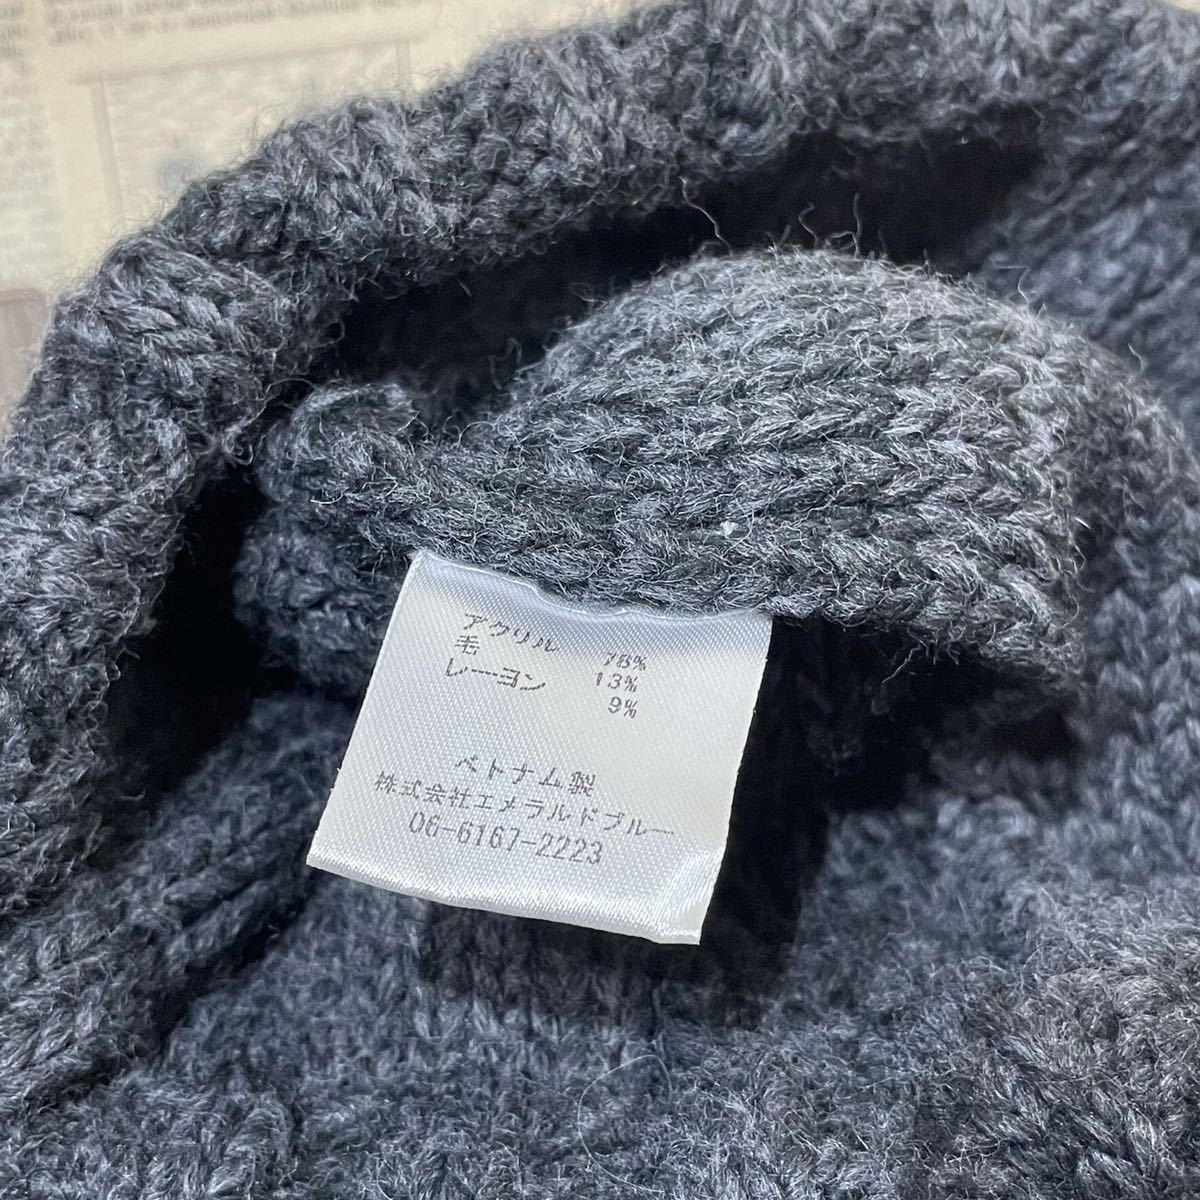 アクリル 78%
毛 13%
レーヨン 9%
ベトナム製
株式会社エメラルドブルー
06-6167-2223